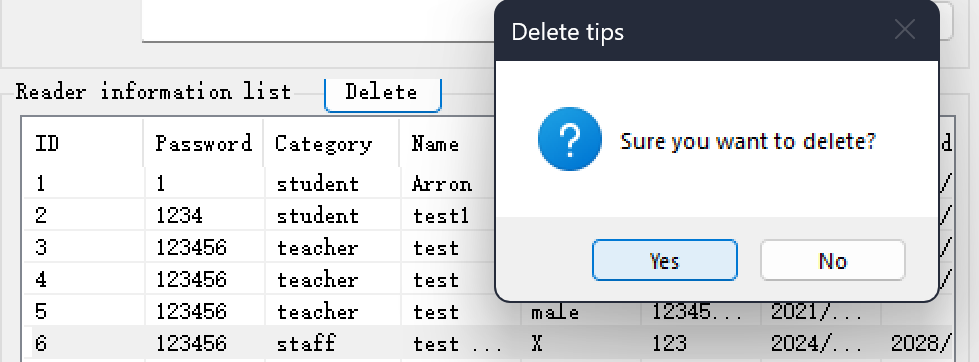 Delete tips
Sure you want to delete?
Yes No
Reader information list Delete
ID Password Category Name d
1 1 student Arron /
2 1234 student test1 /
3 123456 teacher test /
4 123456 teacher test /
5 123456 teacher test male 12345... 2021/...
6 123456 staff test ... X 123 2024/... 2028/